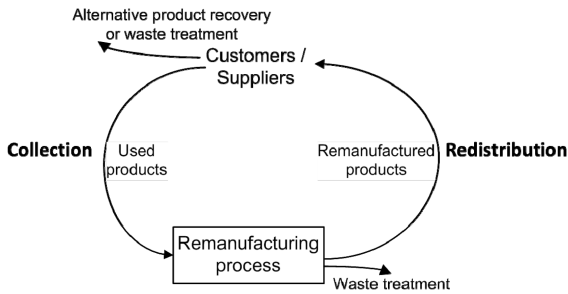 Alternative product recovery
or waste treatment
Customers /
Suppliers
Collection
Used
products
Remanufactured
products
Redistribution
Remanufacturing
process
Waste treatment